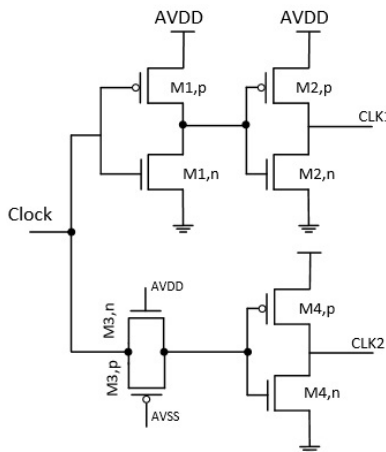 AVDD
AVDD
M1,p
M2,p
CLK1
M1,n
M2,n
Clock
AVDD
M3,n
M3,p
AVSS
M4,p
CLK2
M4,n